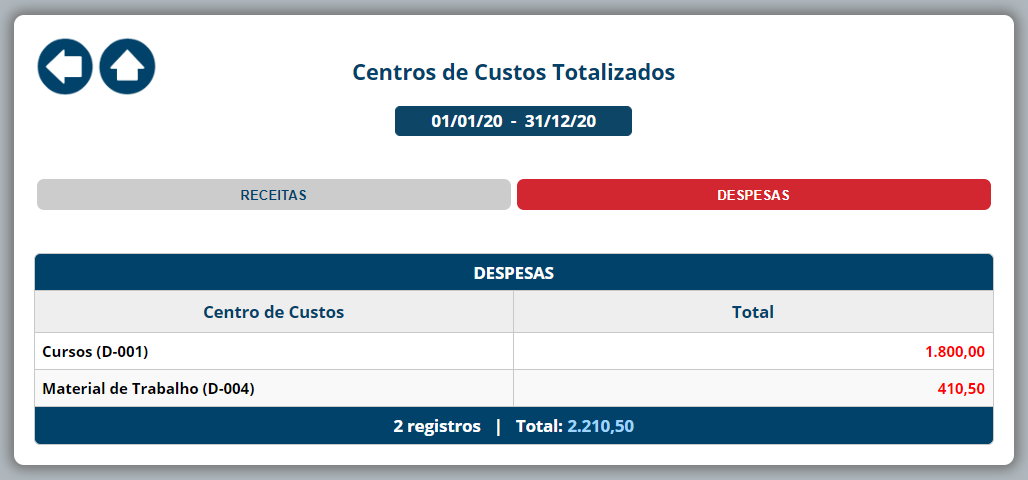 Centros de Custos Totalizados
01/01/20 - 31/12/20
RECEITAS DESPESAS
DESPESAS
Centro de Custos Total
Cursos (D-001) 1.800,00
Material de Trabalho (D-004) 410,50
2 registros | Total: 2.210,50